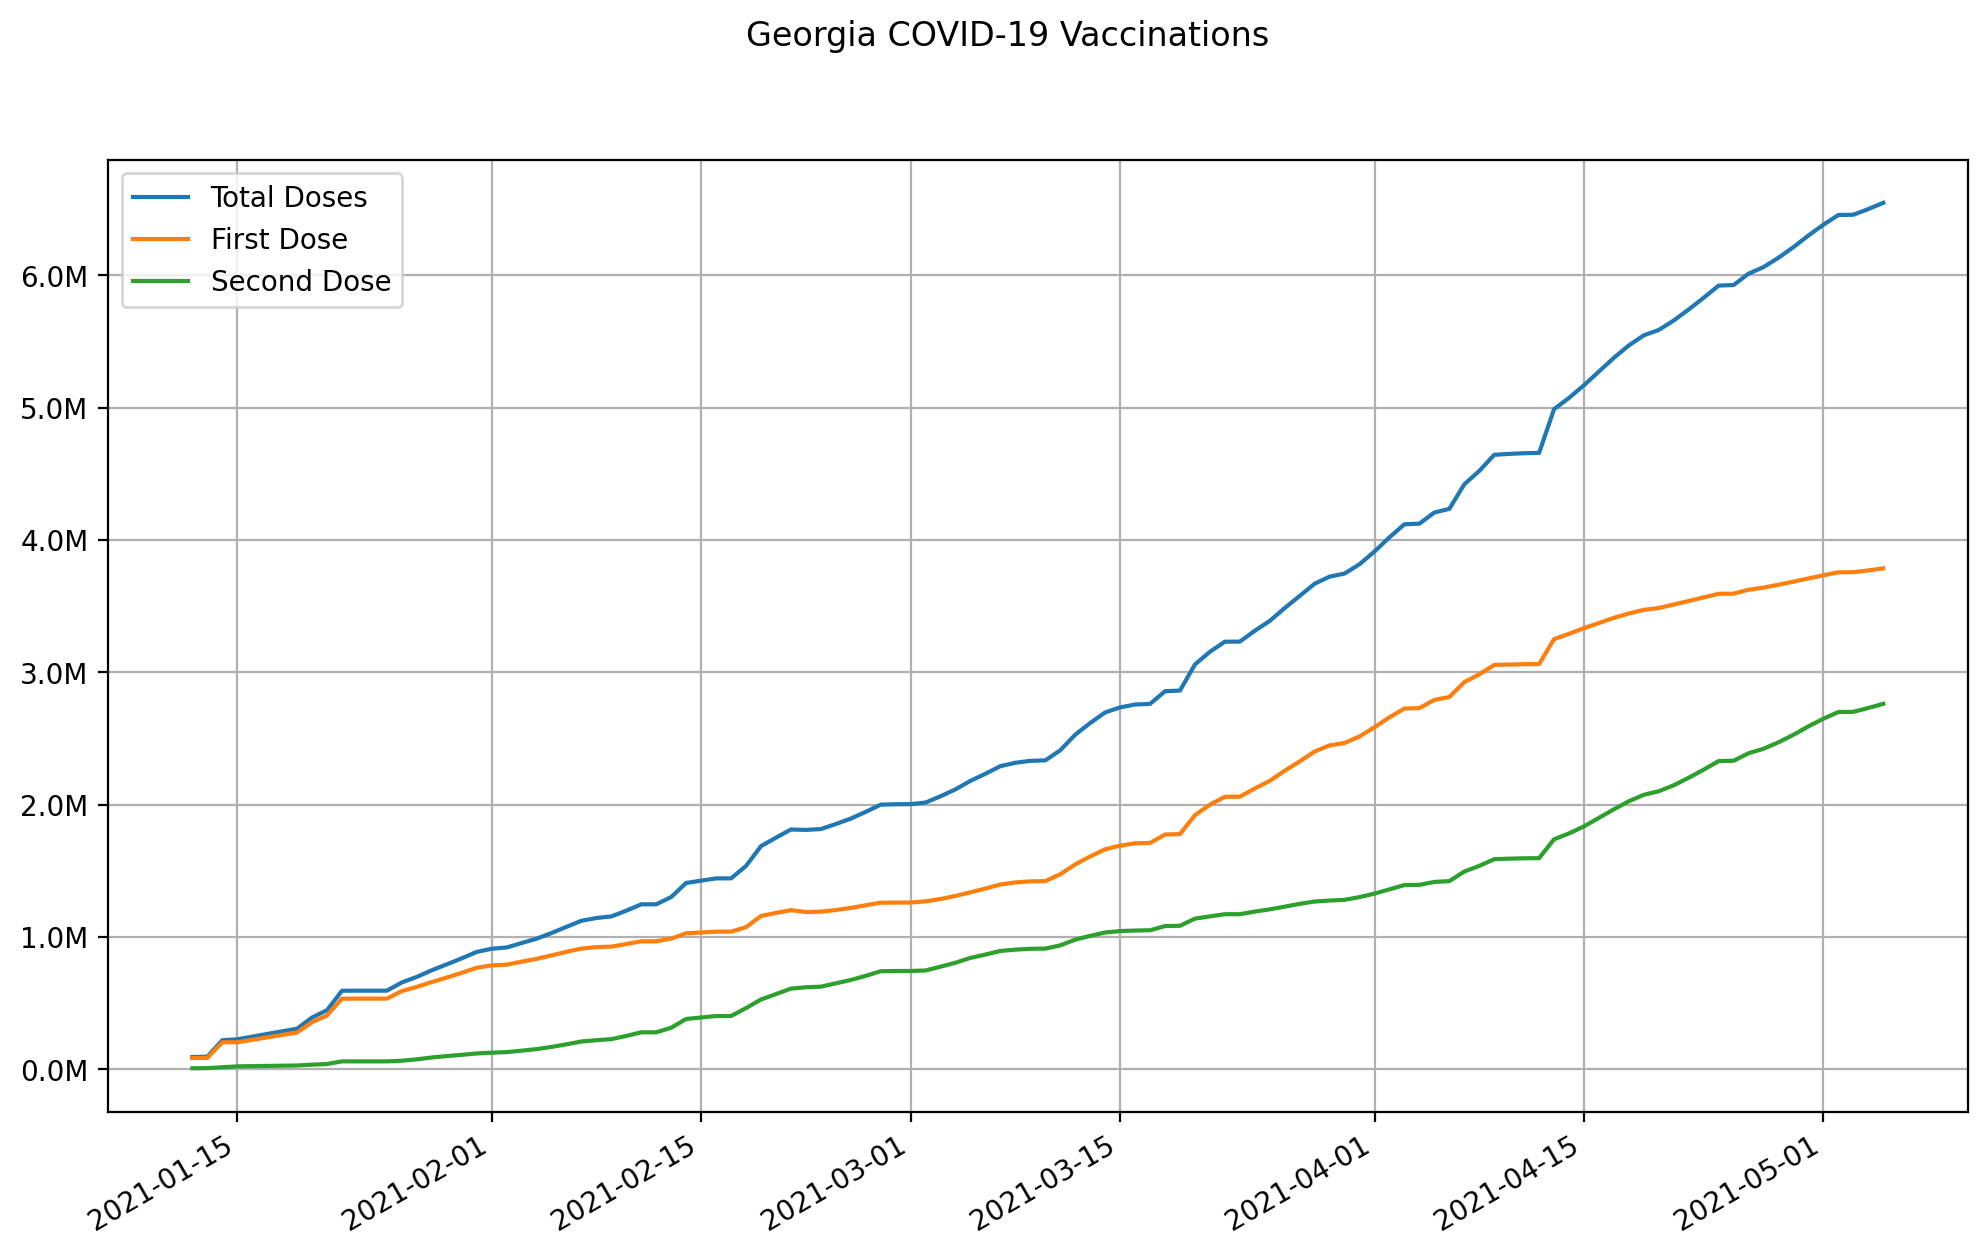 Georgia COVID-19 Vaccinations
Total Doses
First Dose
Second Dose
6.0M
5.0M
4.0M
3.0M
2.0M
1.0M
0.0M
2021-01-15
2021-02-01
2021-02-15
2021-03-01
2021-03-15
2021-04-01
2021-04-15
2021-05-01